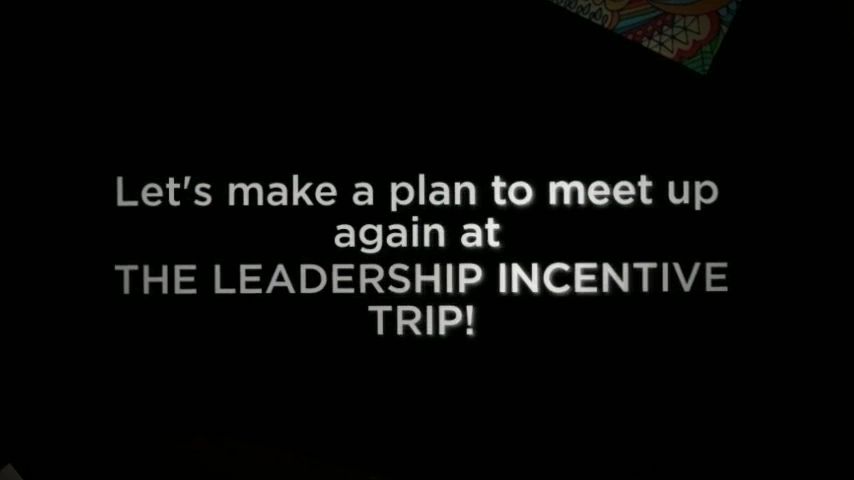 Let's make a plan to meet up
again at
THE LEADERSHIP INCENTIVE
TRIP!